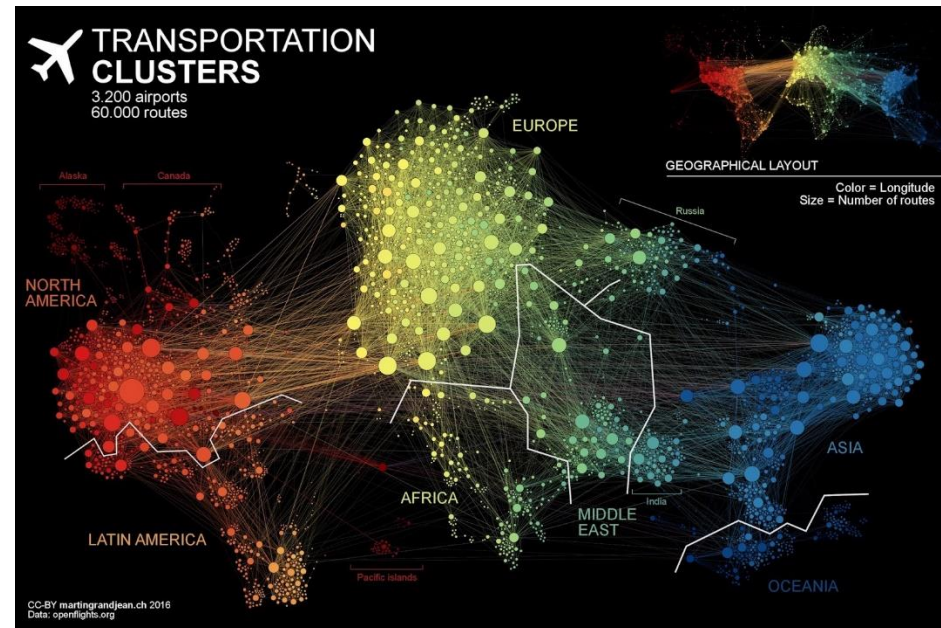 TRANSPORTATION
CLUSTERS
3.200 airports
60.000 routes
EUROPE
GEOGRAPHICAL LAYOUT
Color = Longitude
Size = Number of routes
Alaska
Canada
Russia
NORTH
AMERICA
ASIA
AFRICA
India
MIDDLE
EAST
LATIN AMERICA
Pacific islands
OCEANIA
CC-BY martingrandjean.ch 2016
Data: openflights.org